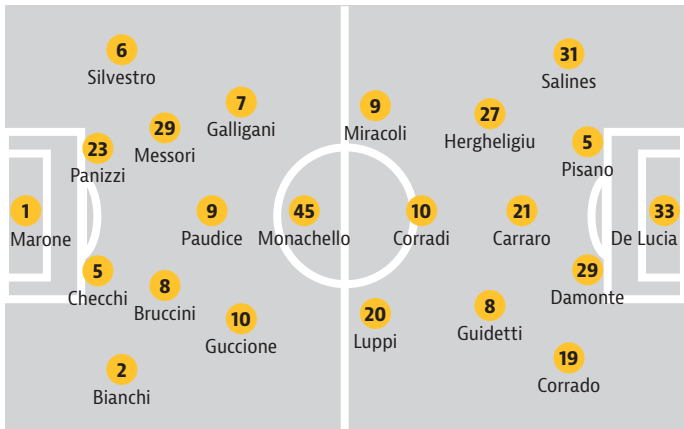 6
Silvestro
31
Salines
7
Galligani
9
Miracoli
27
Hergheligiu
29
Messori
5
Pisano
23
Panizzi
1
Marone
9
Paudice
45
Monachello
10
Corradi
21
Carraro
33
De Lucia
5
Checchi
29
Damonte
8
Bruccini
8
Guidetti
10
Guccione
20
Luppi
2
Bianchi
19
Corrado